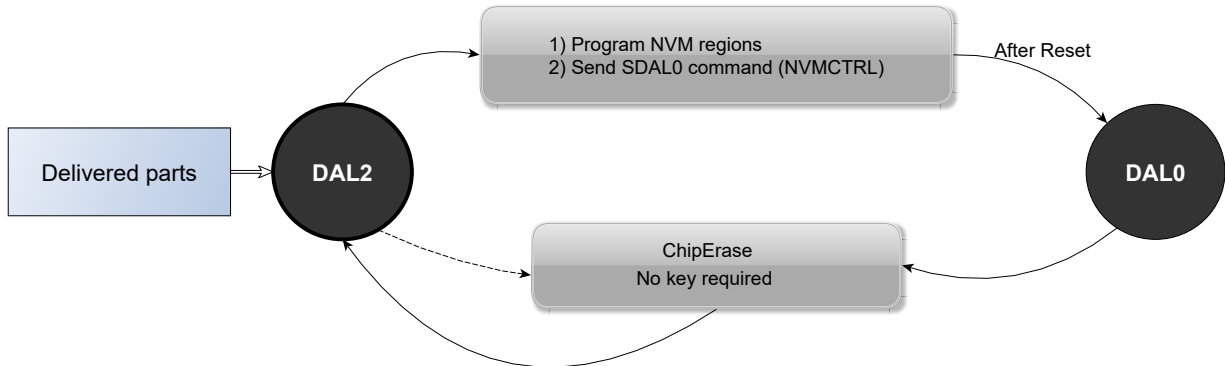 1) Program NVM regions
2) Send SDAL0 command (NVMCTRL)
After Reset
Delivered parts
DAL2
DAL0
ChipErase
No key required